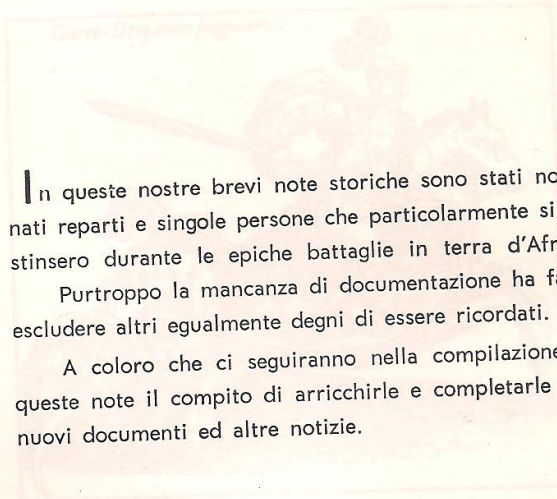 In queste nostre brevi note storiche sono stati no
nati reparti e singole persone che particolarmente si
stinsero durante le epiche battaglie in terra d'Afr
Purtroppo la mancanza di documentazione ha fa
escludere altri egualmente degni di essere ricordati.
A coloro che ci seguiranno nella compilazione
queste note il compito di arricchirle e completarle
nuovi documenti ed altre notizie.